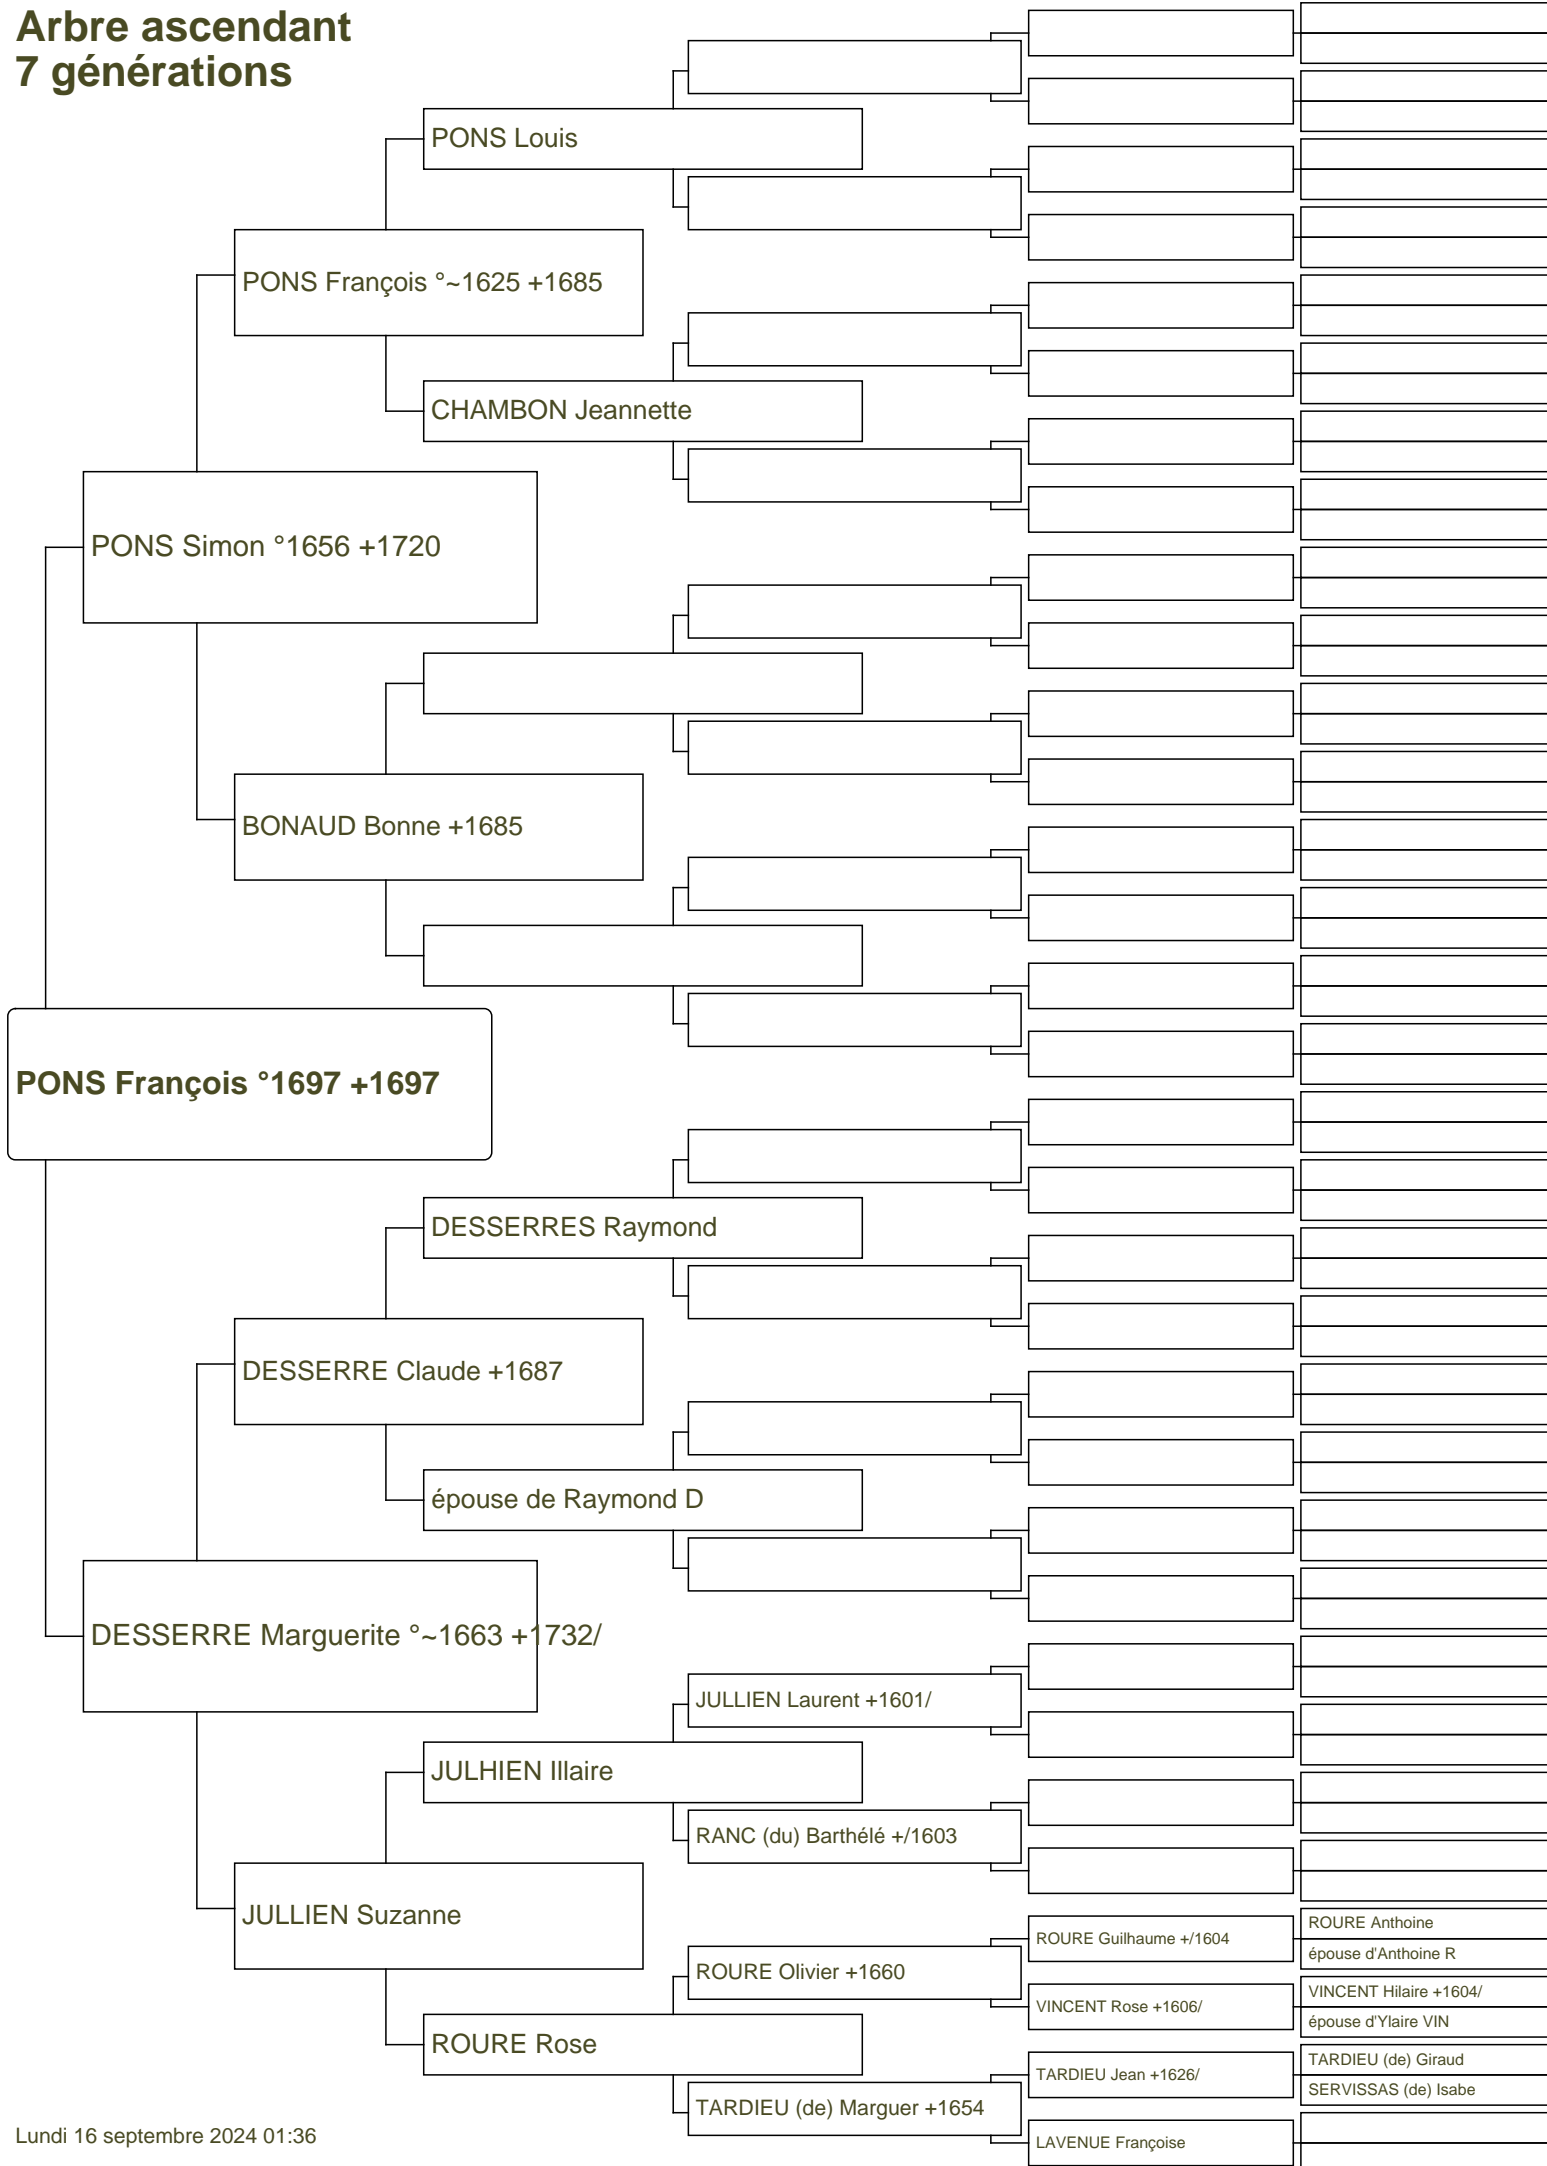 Arbre ascendant
7 générations
PONS Louis
PONS François °~1625 +1685
CHAMBON Jeannette
PONS Simon °1656 +1720
BONAUD Bonne +1685
PONS François °1697 +1697
DESSERRES Raymond
DESSERRE Claude +1687
épouse de Raymond D
DESSERRE Marguerite °~1663 +1732/
JULLIEN Laurent +1601/
JULHIEN Illaire
RANC (du) Barthélé +/1603
JULLIEN Suzanne
ROURE Anthoine
ROURE Guilhaume +/1604
épouse d'Anthoine R
ROURE Olivier +1660
VINCENT Hilaire +1604/
VINCENT Rose +1606/
épouse d'Ylaire VIN
ROURE Rose
TARDIEU (de) Giraud
TARDIEU Jean +1626/
SERVISSAS (de) Isabe
TARDIEU (de) Marguer +1654
LAVENUE Françoise
Lundi 16 septembre 2024 01:36